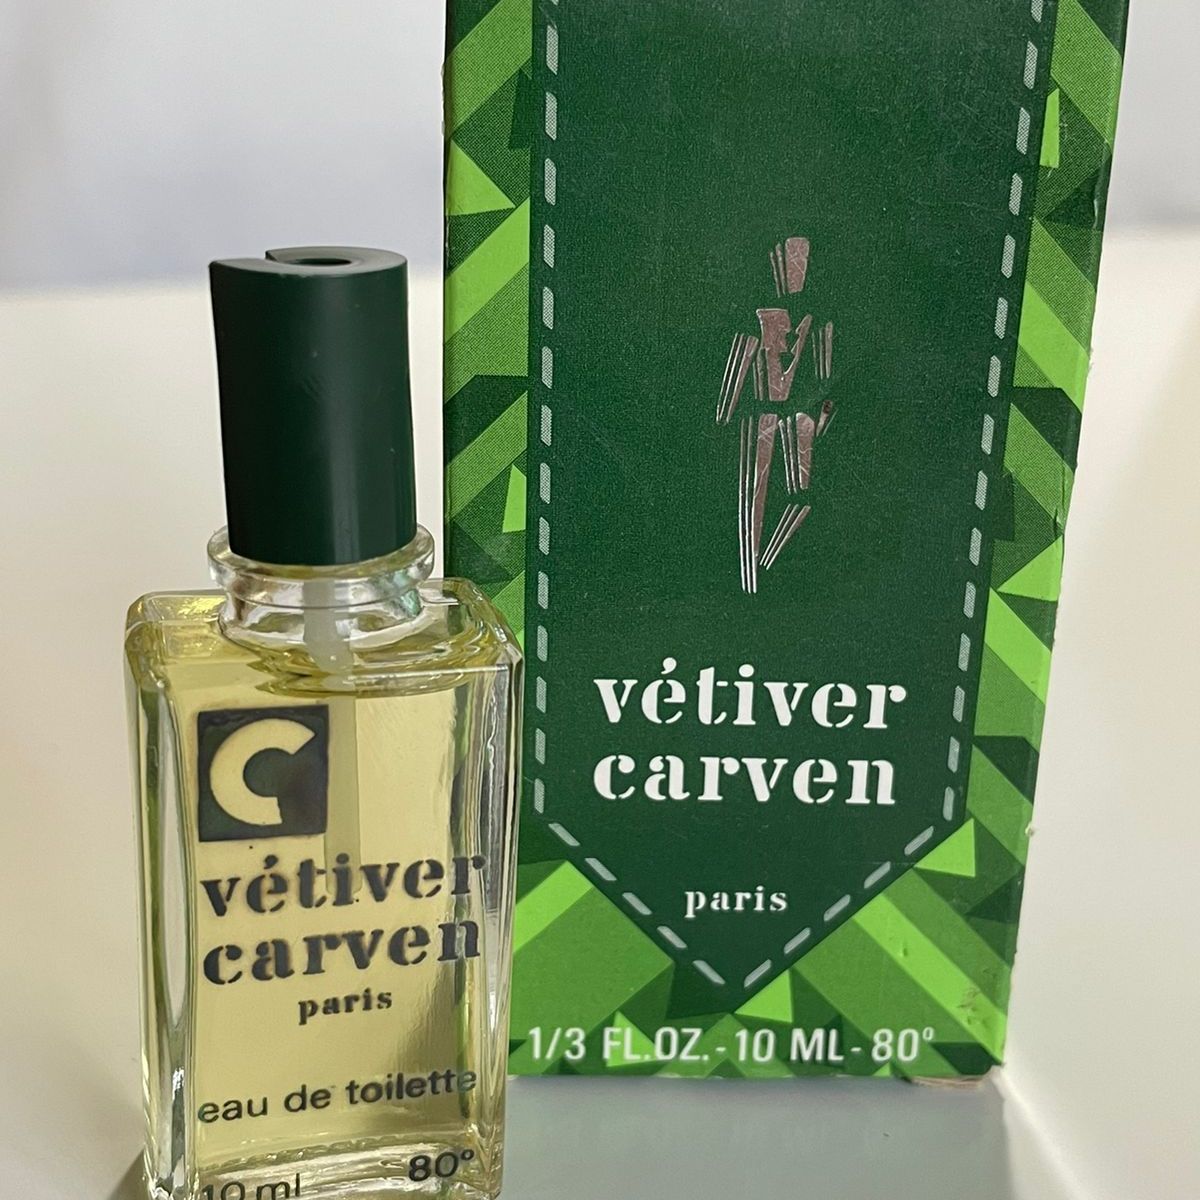 vétiver
carven
paris
1/3 FL.OZ.-10 ML-80°
C
vétiver
carven
paris
eau de toilette
10 ml 80°